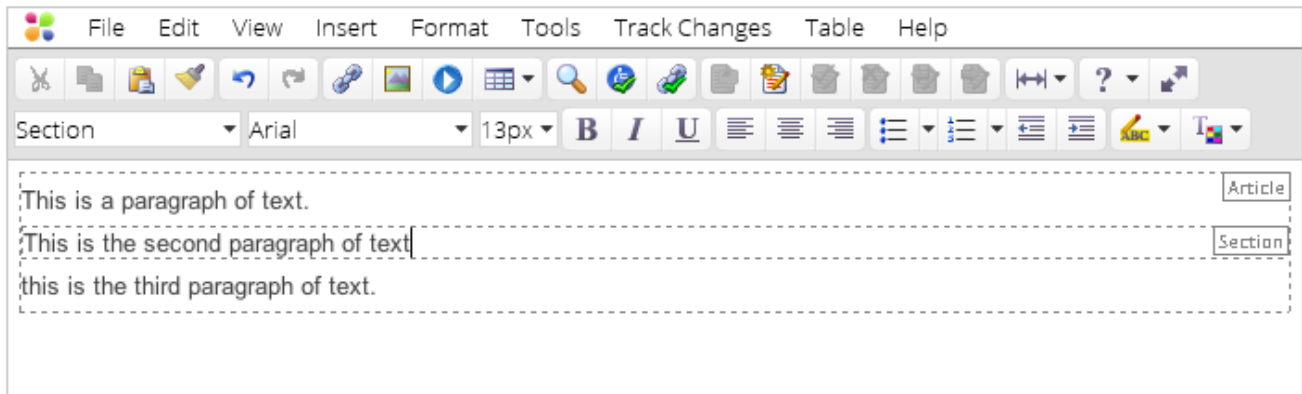 File Edit View Insert Format Tools Track Changes Table Help
?
Section Arial 13px B I U ABC T
This is a paragraph of text. Article
This is the second paragraph of text Section
this is the third paragraph of text.